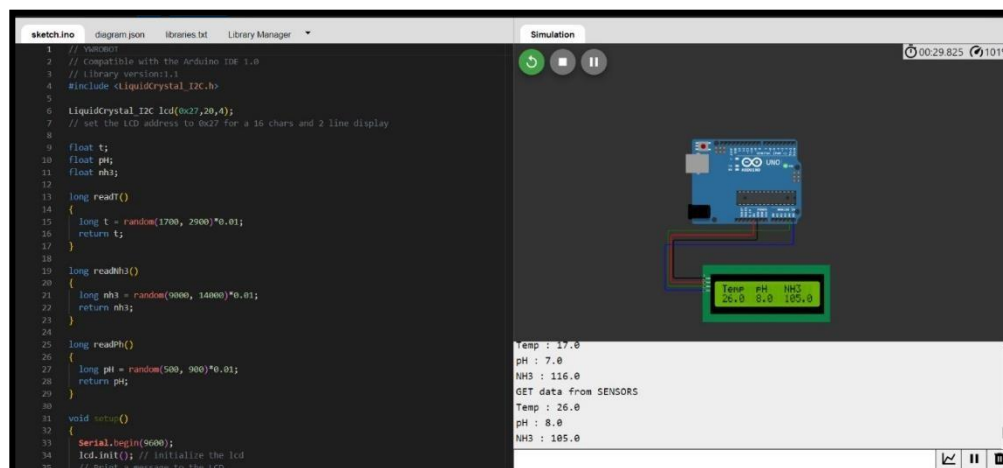 sketch.ino diagram.json libraries.txt Library Manager
1 // YWROBOT
2 // Compatible with the Arduino IDE 1.0
3 // Library version:1.1
4 #include <LiquidCrystal_I2C.h>
5
6 LiquidCrystal_I2C lcd(0x27,20,4);
7 // set the LCD address to 0x27 for a 16 chars and 2 line display
8
9 float t;
10 float pH;
11 float nh3;
12
13 long readT()
14 {
15 long t = random(1700, 2900)*0.01;
16 return t;
17 }
18
19 long readNh3()
20 {
21 long nh3 = random(9000, 14000)*0.01;
22 return nh3;
23 }
24
25 long readPh()
26 {
27 long pH = random(500, 900)*0.01;
28 return pH;
29 }
30
31 void setup()
32 {
33 Serial.begin(9600);
34 lcd.init(); // initialize the lcd
35 // Print a message to the LCD
Simulation
00:29.825 101%
ARDUINO UNO
Temp pH NH3
26.0 8.0 105.0
Temp : 17.0
pH : 7.0
NH3 : 116.0
GET data from SENSORS
Temp : 26.0
pH : 8.0
NH3 : 105.0